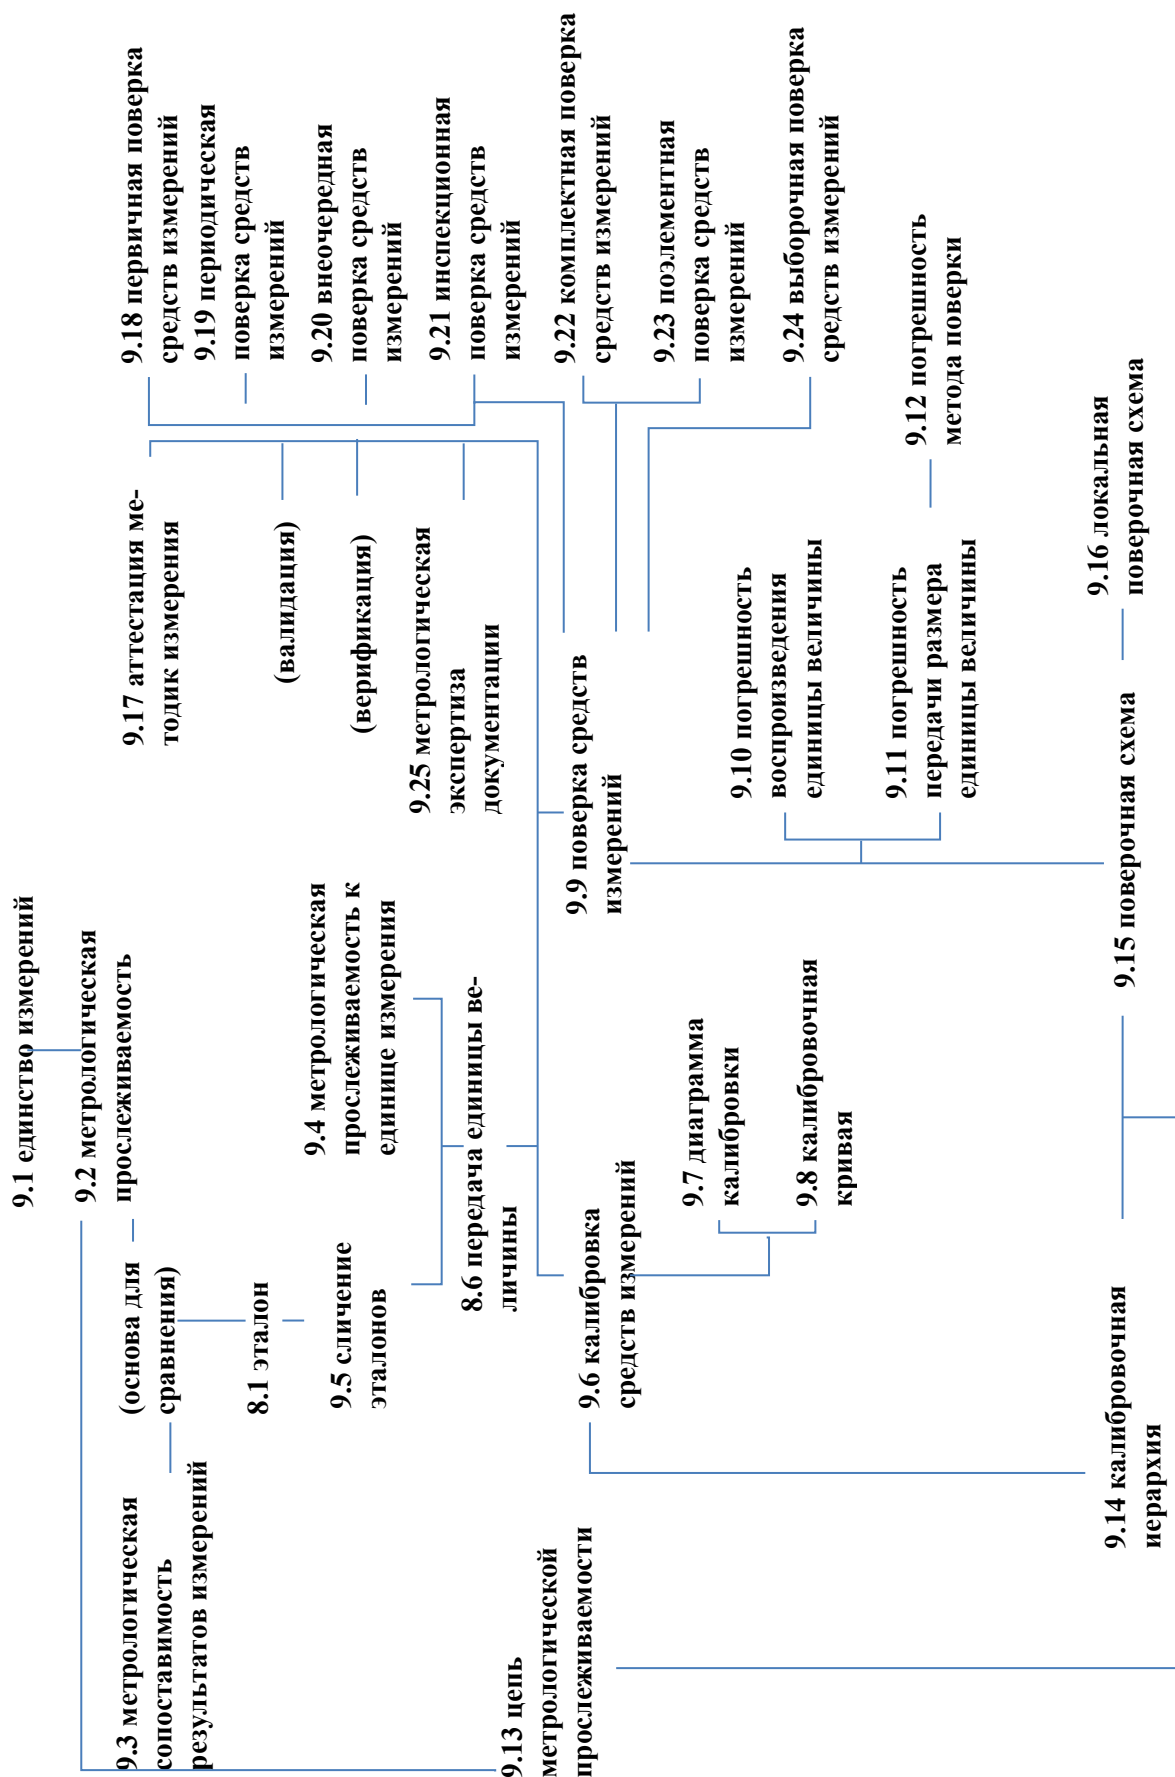 9.1 единство измерений
9.2 метрологическая
прослеживаемость
(основа для
сравнения)
9.3 метрологическая
сопоставимость
результатов измерений
8.1 эталон
9.5 сличение
эталонов
9.4 метрологическая
прослеживаемость к
единице измерения
8.6 передача единицы ве-
личины
9.17 аттестация ме-
тодик измерения
(валидация)
(верификация)
9.25 метрологическая
экспертиза
документации
9.18 первичная поверка
средств измерений
9.19 периодическая
поверка средств
измерений
9.20 внеочередная
поверка средств
измерений
9.21 инспекционная
поверка средств
измерений
9.22 комплектная поверка
средств измерений
9.23 поэлементная
поверка средств
измерений
9.24 выборочная поверка
средств измерений
9.13 цепь
метрологической
прослеживаемости
9.6 калибровка
средств измерений
9.9 поверка средств
измерений
9.7 диаграмма
калибровки
9.8 калибровочная
кривая
9.10 погрешность
воспроизведения
единицы величины
9.11 погрешность
передачи размера
единицы величины
9.12 погрешность
метода поверки
9.14 калибровочная
иерархия
9.15 поверочная схема
9.16 локальная
поверочная схема